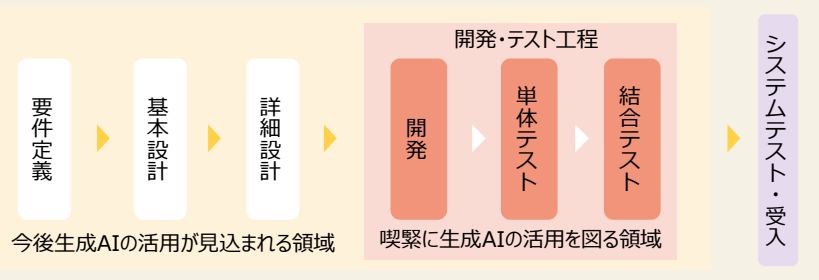 開発・テスト工程
要件定義
基本設計
詳細設計
開発
単体テスト
結合テスト
システムテスト・受入
今後生成AIの活用が見込まれる領域
喫緊に生成AIの活用を図る領域